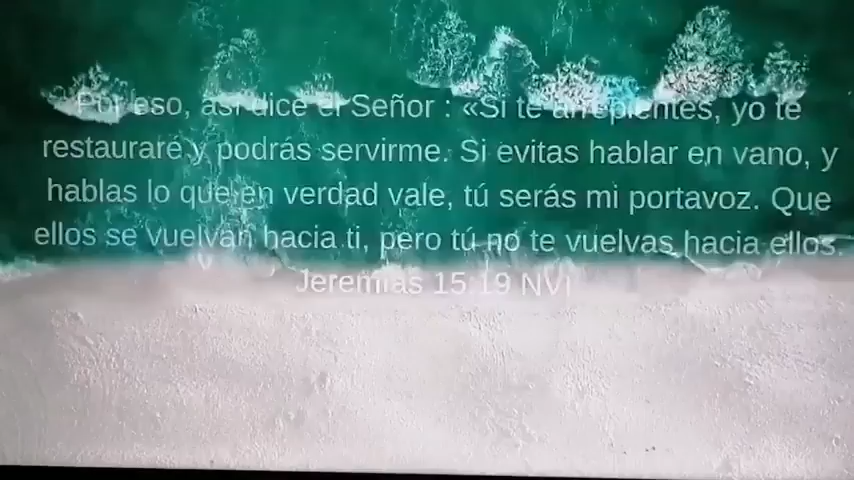 Por eso, así dice el Señor : «Si te arrepientes, yo te
restauraré y podrás servirme. Si evitas hablar en vano, y
hablas lo que en verdad vale, tú serás mi portavoz. Que
ellos se vuelvan hacia ti, pero tú no te vuelvas hacia ellos.
Jeremías 15:19 NVI